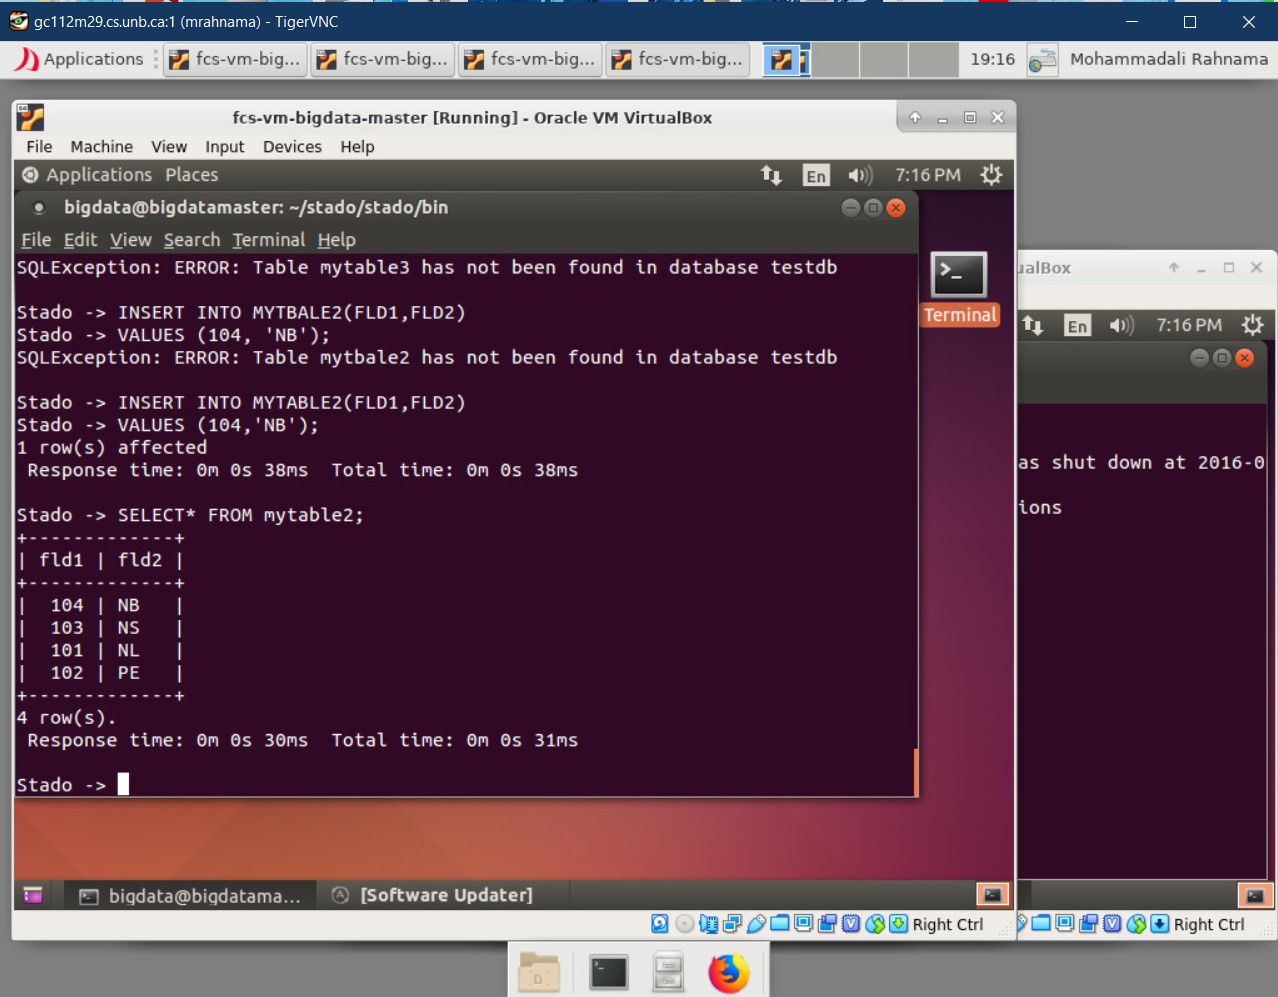 gc112m29.cs.unb.ca:1 (mrahnama) - TigerVNC
Applications fcs-vm-big... fcs-vm-big... fcs-vm-big... fcs-vm-big... 19:16 Mohammadali Rahnama
fcs-vm-bigdata-master [Running] - Oracle VM VirtualBox
File Machine View Input Devices Help
Applications Places En 7:16 PM
bigdata@bigdatamaster: ~/stado/stado/bin
File Edit View Search Terminal Help
SQLException: ERROR: Table mytable3 has not been found in database testdb
Stado -> INSERT INTO MYTBALE2(FLD1,FLD2)
Stado -> VALUES (104, 'NB');
SQLException: ERROR: Table mytbale2 has not been found in database testdb
Stado -> INSERT INTO MYTABLE2(FLD1,FLD2)
Stado -> VALUES (104,'NB');
1 row(s) affected
Response time: 0m 0s 38ms Total time: 0m 0s 38ms
Stado -> SELECT* FROM mytable2;
+-------------+
| fld1 | fld2 |
+-------------+
| 104 | NB |
| 103 | NS |
| 101 | NL |
| 102 | PE |
+-------------+
4 row(s).
Response time: 0m 0s 30ms Total time: 0m 0s 31ms
Stado ->
Terminal
bigdata@bigdatama... [Software Updater]
Right Ctrl
ualBox
En 7:16 PM
as shut down at 2016-0
ions
Right Ctrl